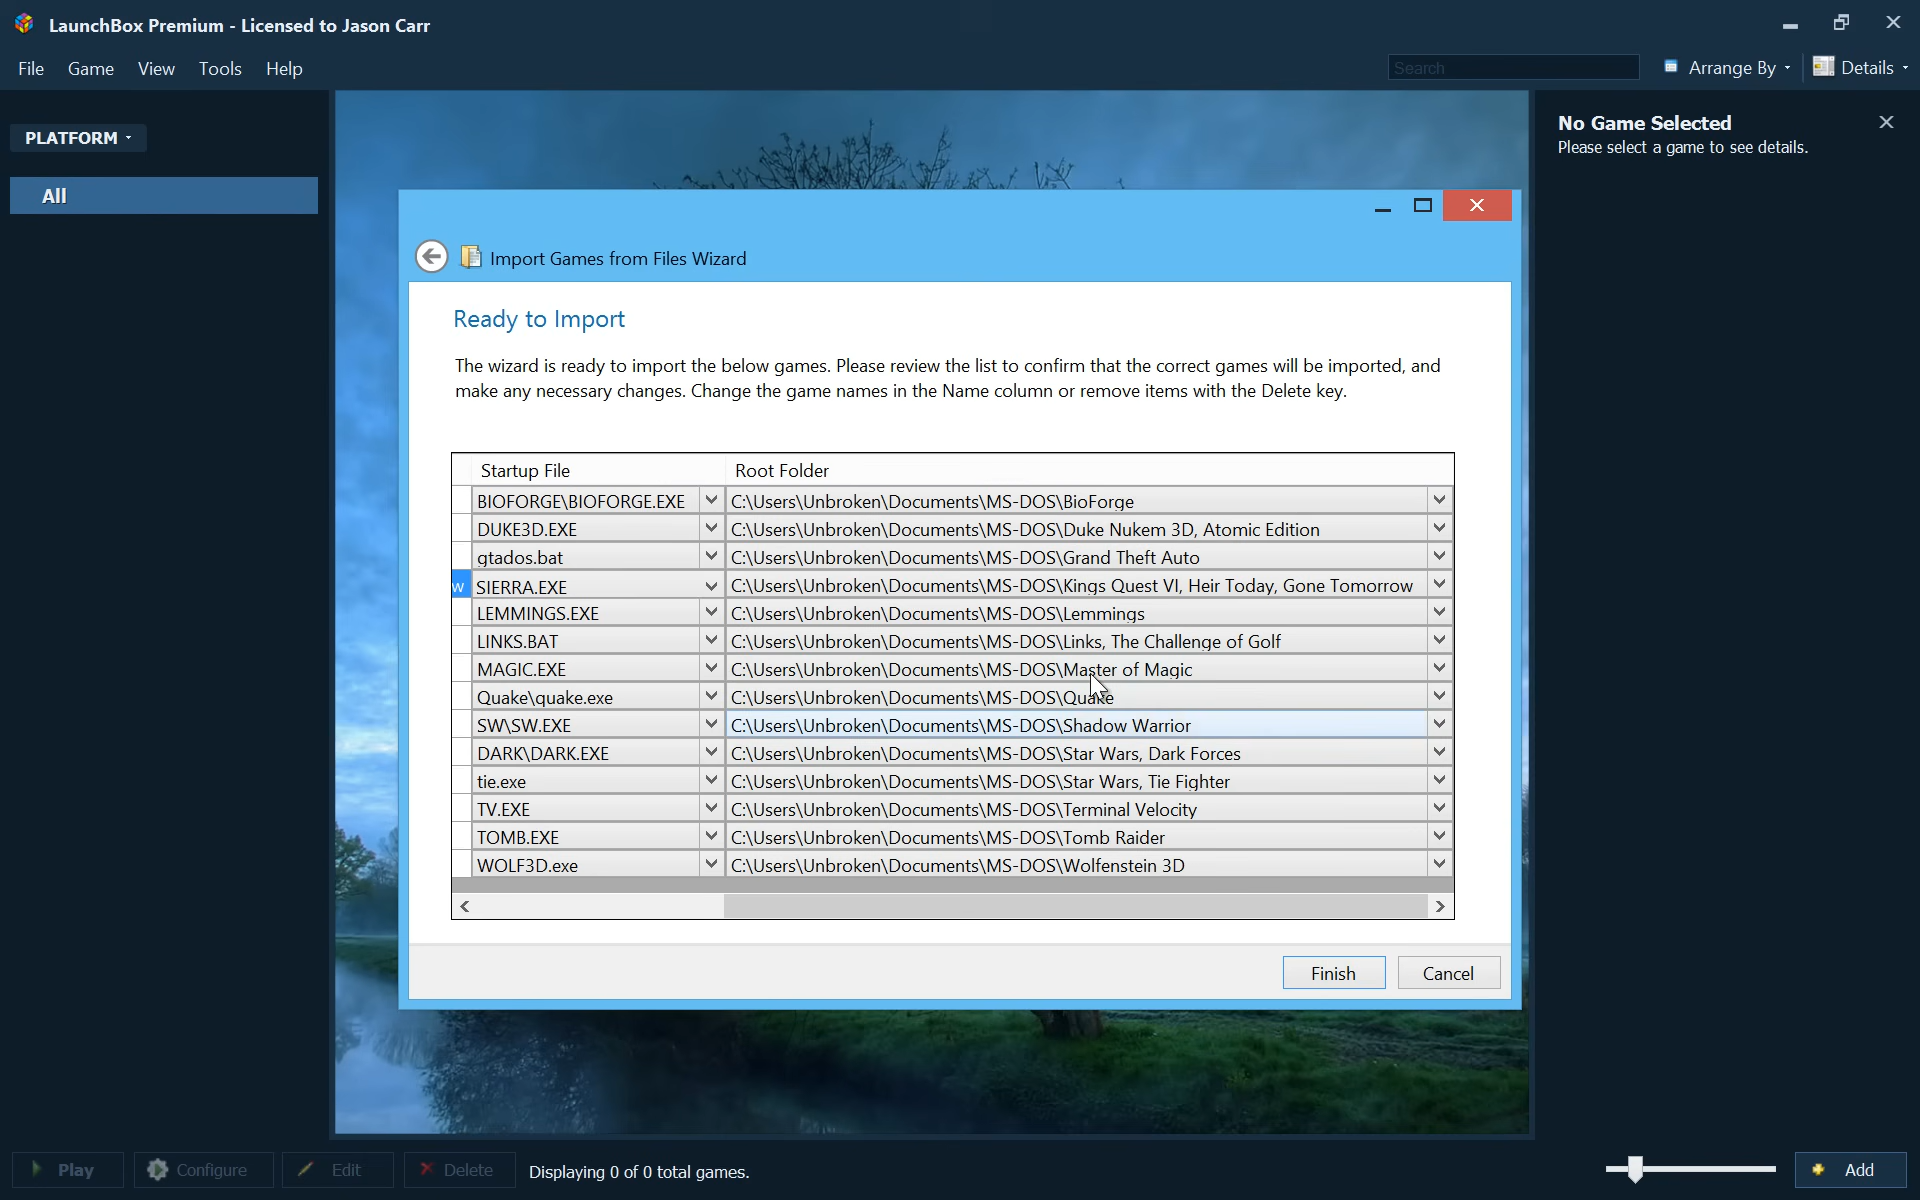 LaunchBox Premium - Licensed to Jason Carr
File Game View Tools Help
Search
Arrange By
Details
PLATFORM
All
No Game Selected
Please select a game to see details.
Import Games from Files Wizard
Ready to Import
The wizard is ready to import the below games. Please review the list to confirm that the correct games will be imported, and
make any necessary changes. Change the game names in the Name column or remove items with the Delete key.
Startup File Root Folder
BIOFORGE\BIOFORGE.EXE C:\Users\Unbroken\Documents\MS-DOS\BioForge
DUKE3D.EXE C:\Users\Unbroken\Documents\MS-DOS\Duke Nukem 3D, Atomic Edition
gtados.bat C:\Users\Unbroken\Documents\MS-DOS\Grand Theft Auto
w SIERRA.EXE C:\Users\Unbroken\Documents\MS-DOS\Kings Quest VI, Heir Today, Gone Tomorrow
LEMMINGS.EXE C:\Users\Unbroken\Documents\MS-DOS\Lemmings
LINKS.BAT C:\Users\Unbroken\Documents\MS-DOS\Links, The Challenge of Golf
MAGIC.EXE C:\Users\Unbroken\Documents\MS-DOS\Master of Magic
Quake\quake.exe C:\Users\Unbroken\Documents\MS-DOS\Quake
SW\SW.EXE C:\Users\Unbroken\Documents\MS-DOS\Shadow Warrior
DARK\DARK.EXE C:\Users\Unbroken\Documents\MS-DOS\Star Wars, Dark Forces
tie.exe C:\Users\Unbroken\Documents\MS-DOS\Star Wars, Tie Fighter
TV.EXE C:\Users\Unbroken\Documents\MS-DOS\Terminal Velocity
TOMB.EXE C:\Users\Unbroken\Documents\MS-DOS\Tomb Raider
WOLF3D.exe C:\Users\Unbroken\Documents\MS-DOS\Wolfenstein 3D
Finish Cancel
Play Configure Edit Delete Displaying 0 of 0 total games. Add